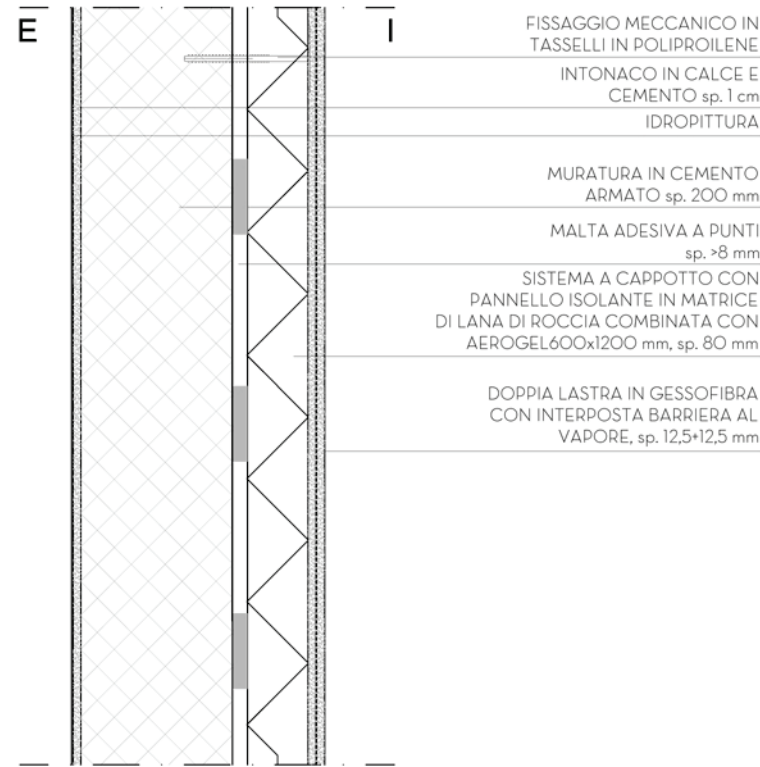 E
I
FISSAGGIO MECCANICO IN
TASSELLI IN POLIPROILENE
INTONACO IN CALCE E
CEMENTO sp. 1 cm
IDROPITTURA
MURATURA IN CEMENTO
ARMATO sp. 200 mm
MALTA ADESIVA A PUNTI
sp. >8 mm
SISTEMA A CAPPOTTO CON
PANNELLO ISOLANTE IN MATRICE
DI LANA DI ROCCIA COMBINATA CON
AEROGEL600x1200 mm, sp. 80 mm
DOPPIA LASTRA IN GESSOFIBRA
CON INTERPOSTA BARRIERA AL
VAPORE, sp. 12,5+12,5 mm